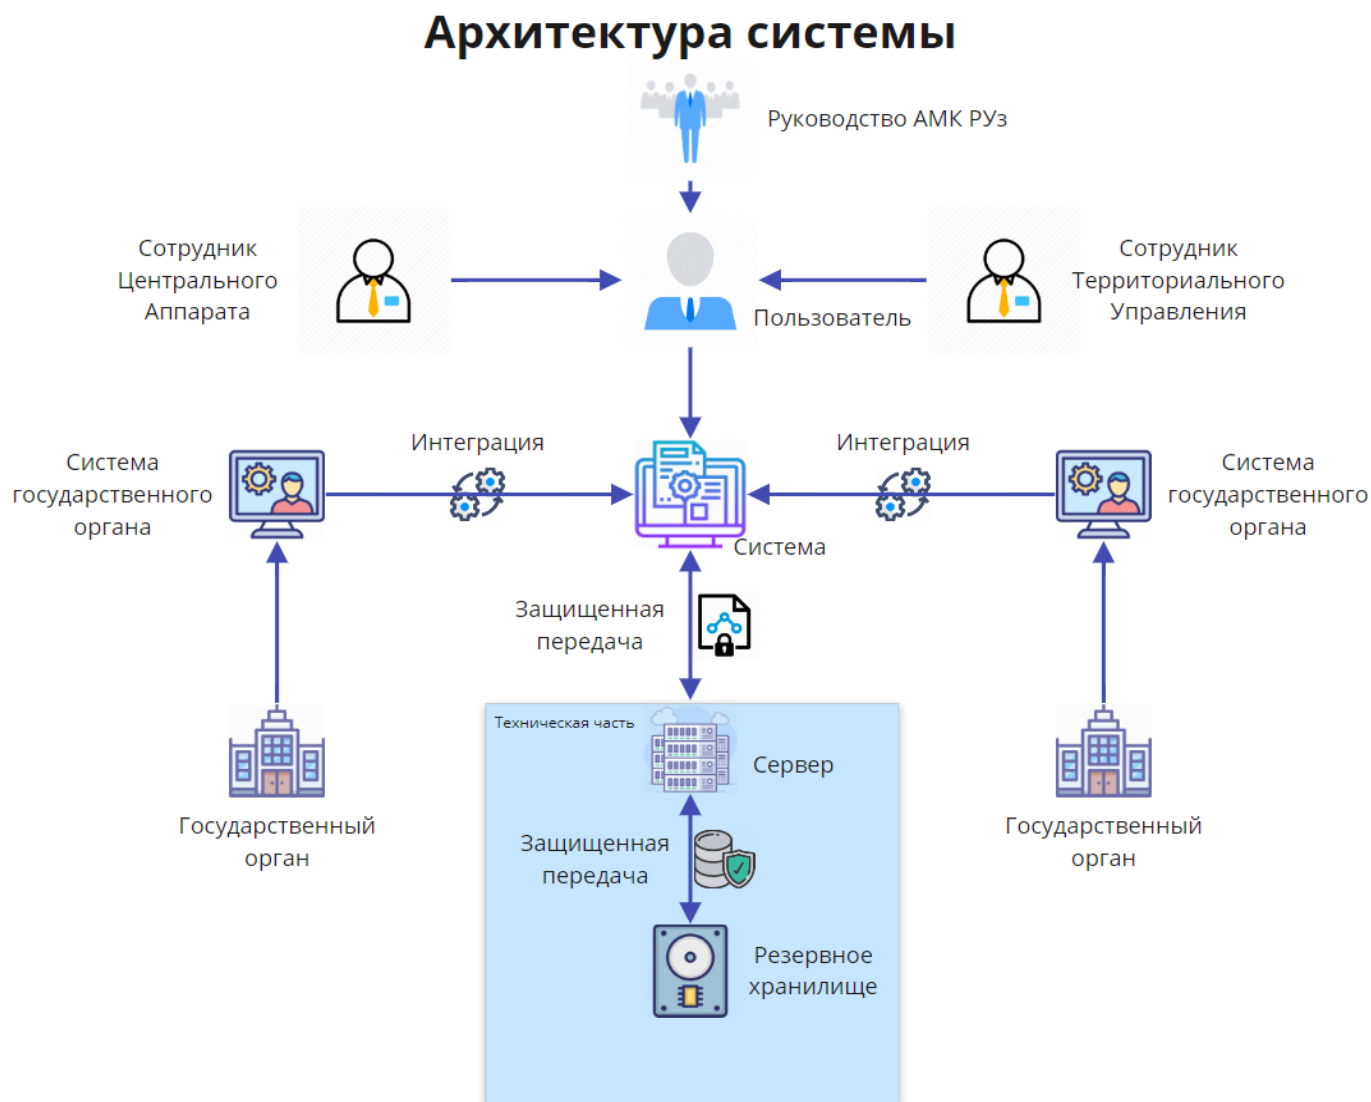 Архитектура системы
Руководство АМК РУз
Сотрудник
Центрального
Аппарата
Пользователь
Сотрудник
Территориального
Управления
Система
государственного
органа
Интеграция
Система
Интеграция
Система
государственного
органа
Защищенная
передача
Техническая часть
Сервер
Государственный
орган
Государственный
орган
Защищенная
передача
Резервное
хранилище